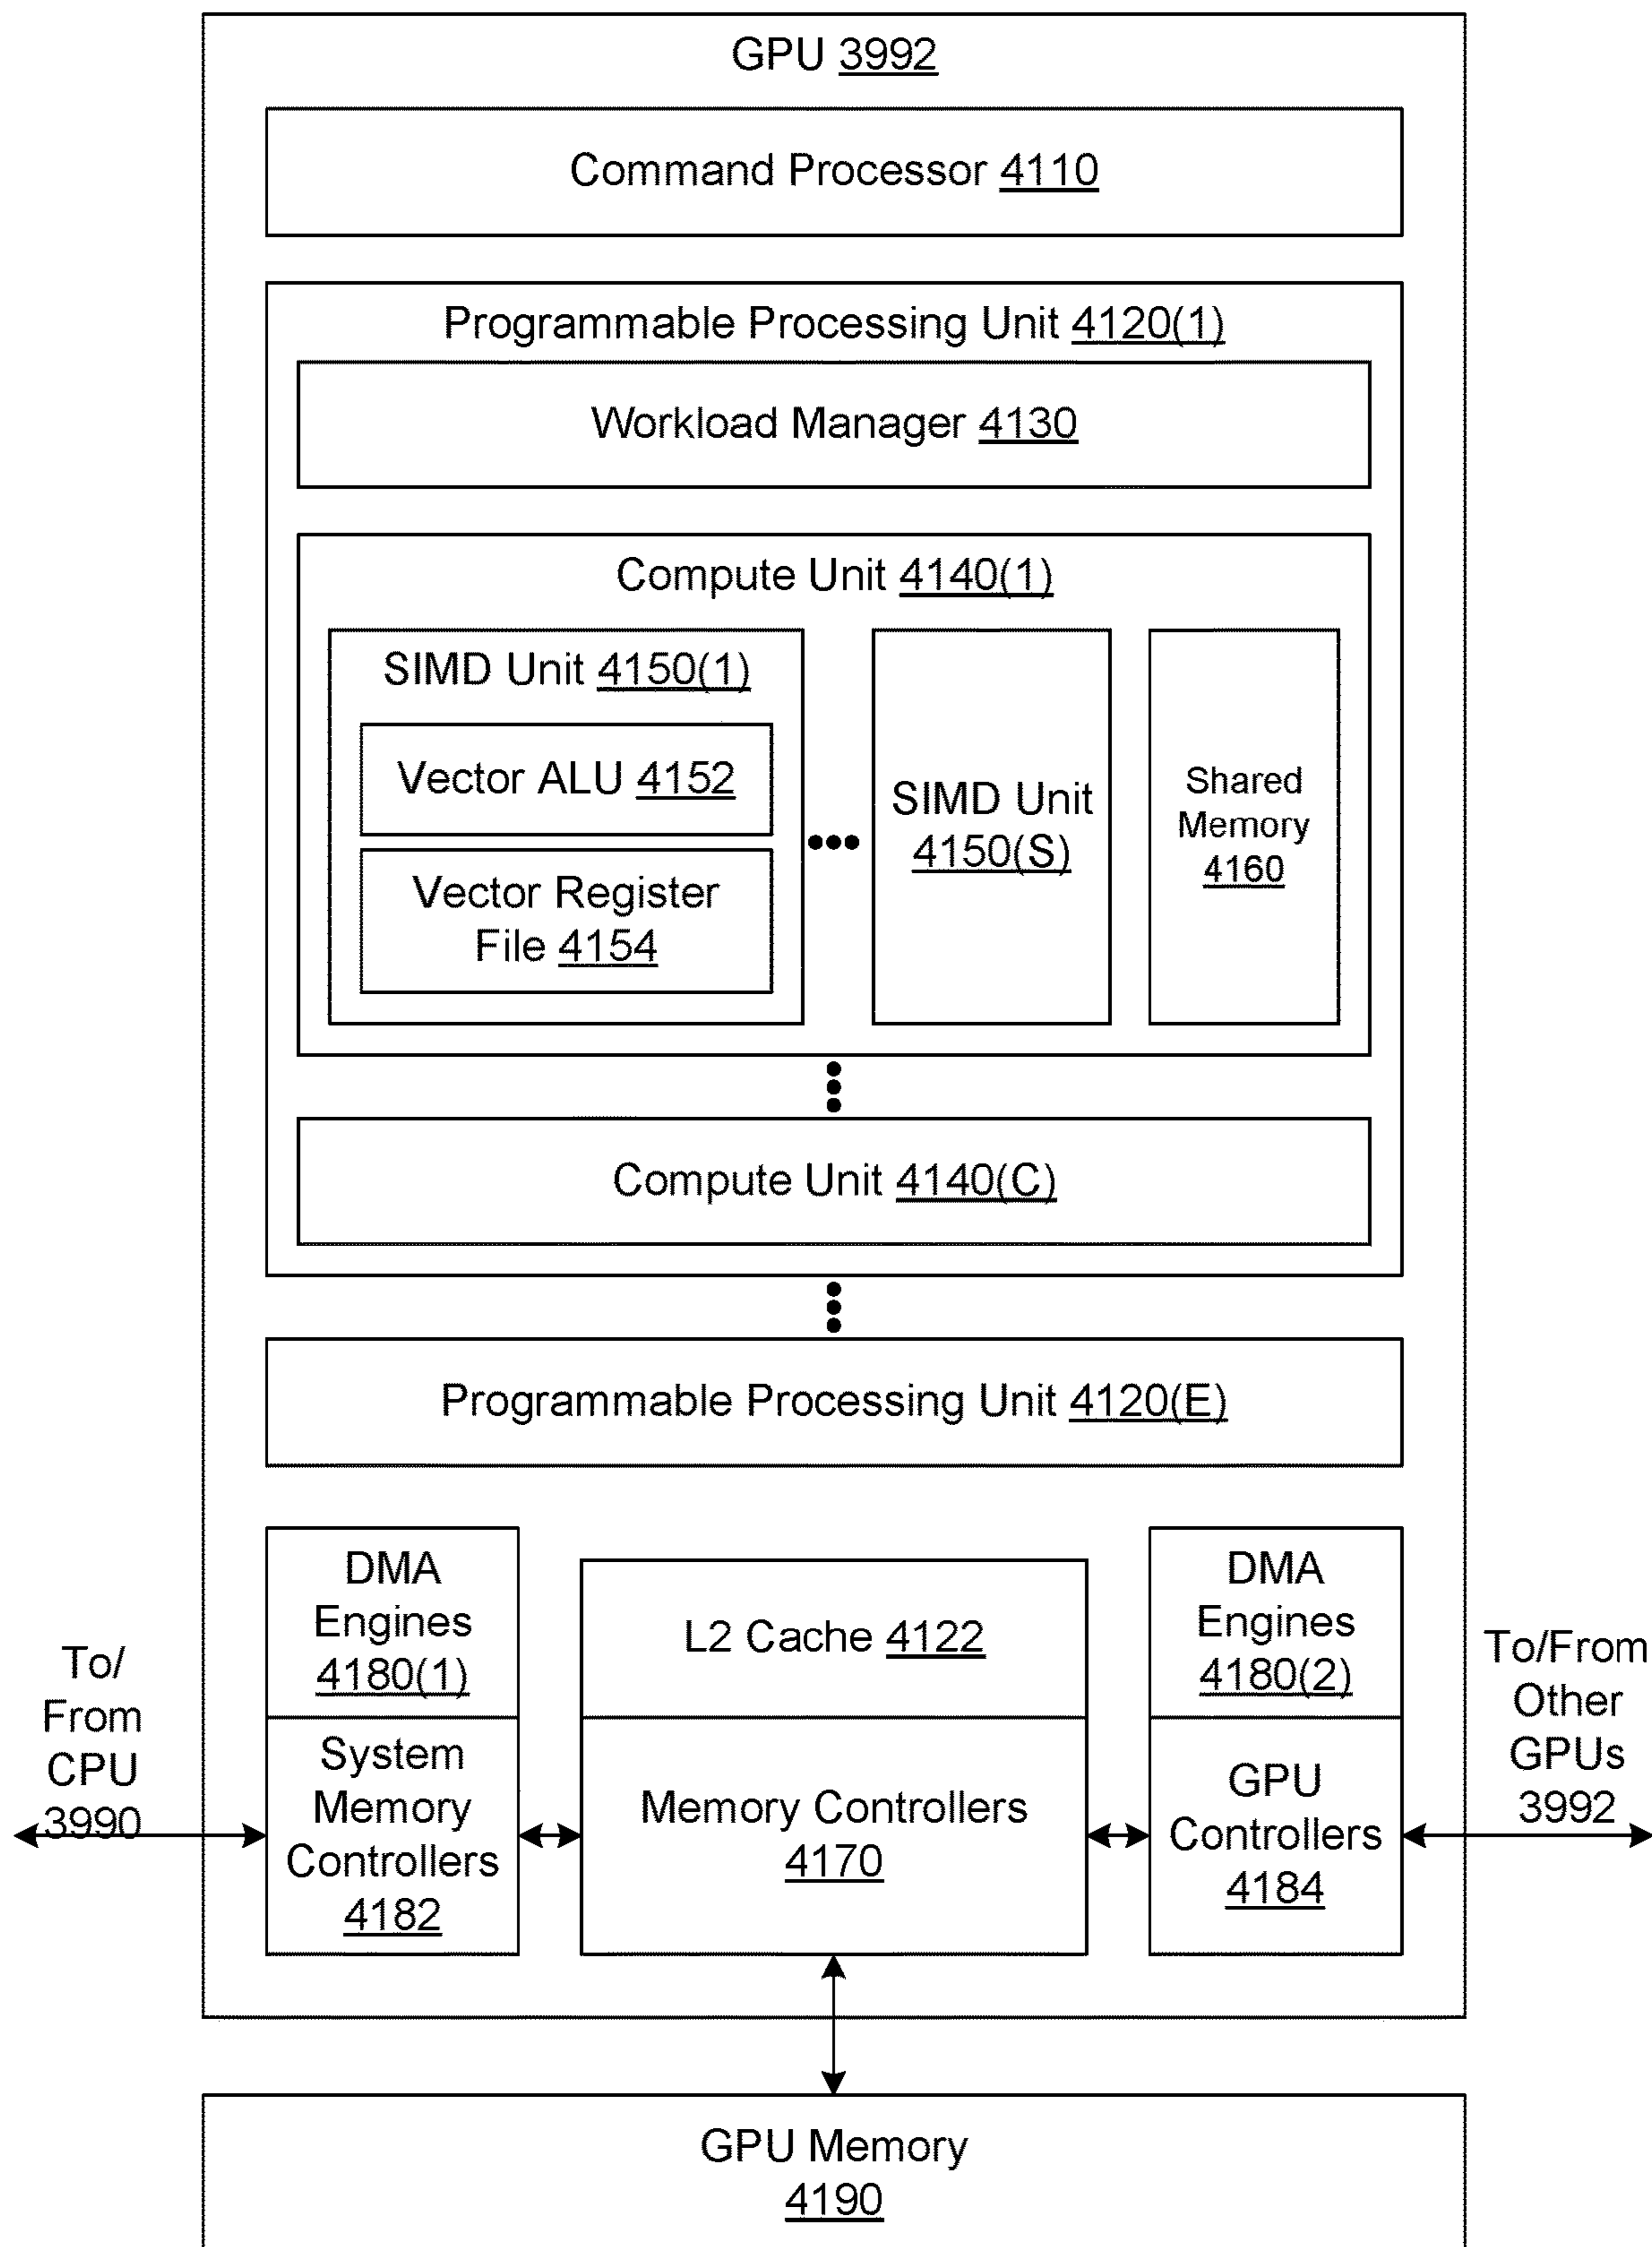 GPU 3992
Command Processor 4110
Programmable Processing Unit 4120(1)
Workload Manager 4130
Compute Unit 4140(1)
SIMD Unit 4150(1)
Vector ALU 4152
Vector Register
File 4154
SIMD Unit
4150(S)
Shared
Memory
4160
Compute Unit 4140(C)
Programmable Processing Unit 4120(E)
To/
From
CPU
3990
DMA
Engines
4180(1)
System
Memory
Controllers
4182
L2 Cache 4122
Memory Controllers
4170
DMA
Engines
4180(2)
GPU
Controllers
4184
To/From
Other
GPUs
3992
GPU Memory
4190